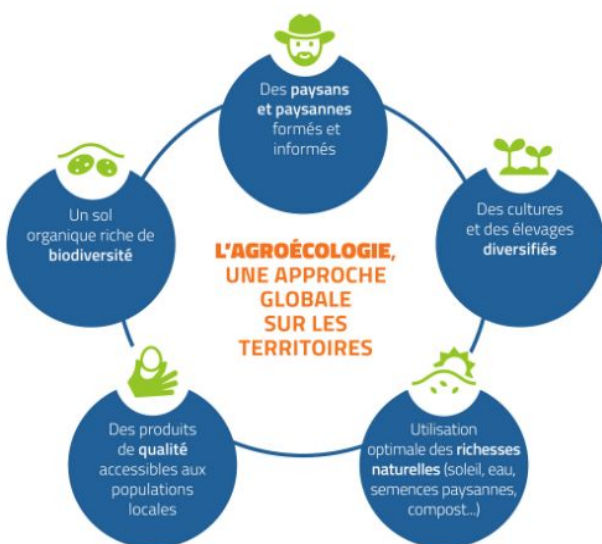 Des paysans
et paysannes
formés et
informés
Des cultures
et des élevages
diversifiés
Utilisation
optimale des richesses
naturelles (soleil, eau,
semences paysannes,
compost...)
Des produits
de qualité
accessibles aux
populations
locales
Un sol
organique riche de
biodiversité
L'AGROÉCOLOGIE,
UNE APPROCHE
GLOBALE
SUR LES
TERRITOIRES